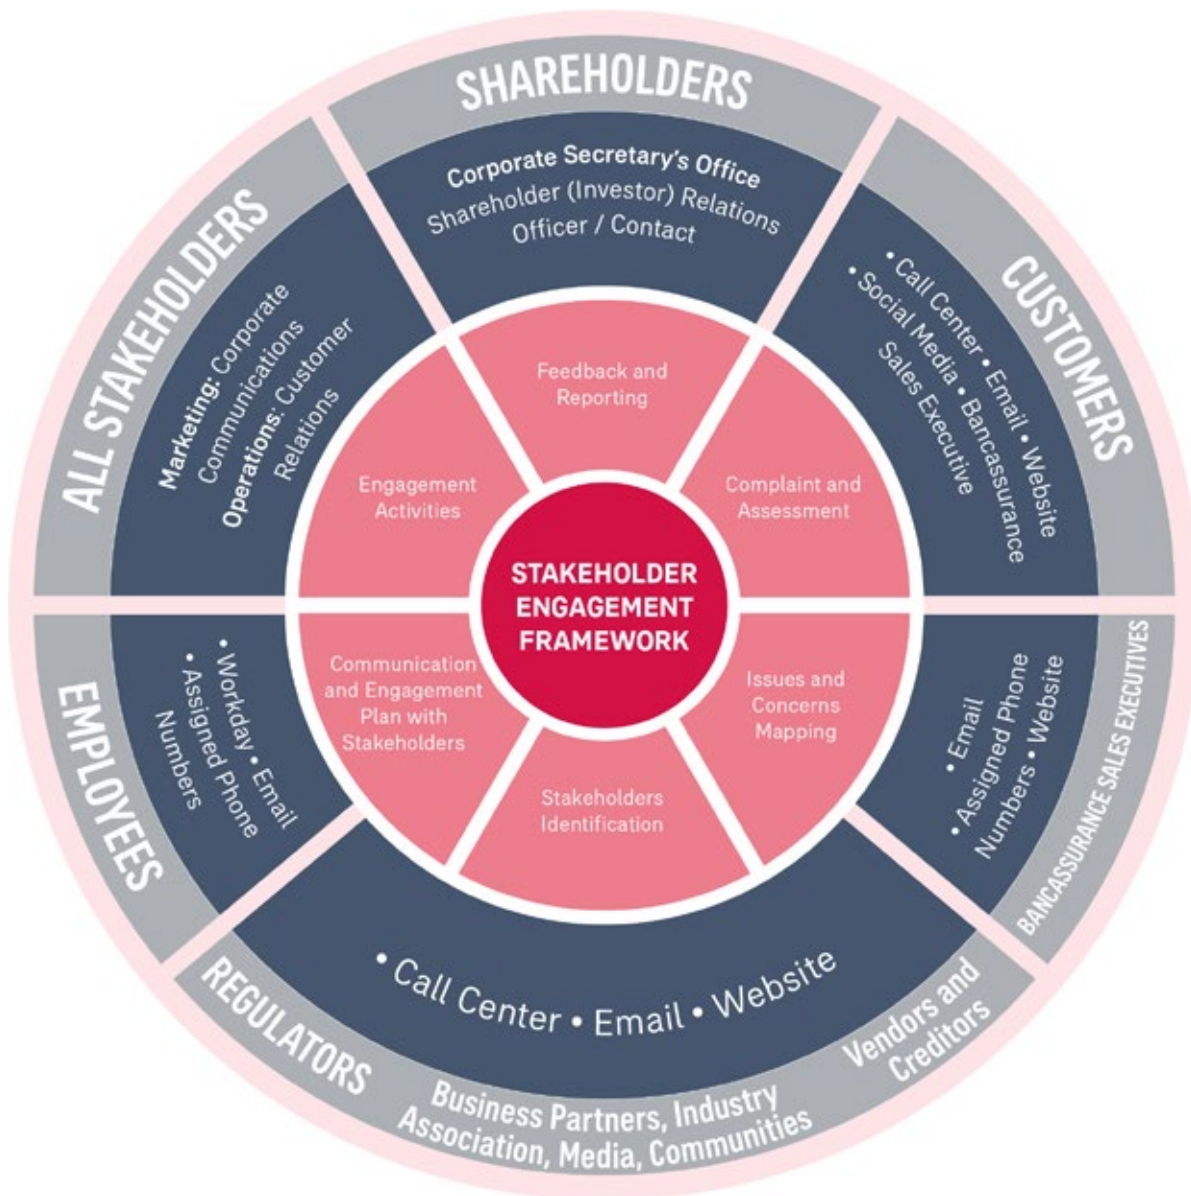 SHAREHOLDERS
Corporate Secretary's Office
Shareholder (Investor) Relations
Officer / Contact
CUSTOMERS
• Call Center • Email • Website
• Social Media • Bancassurance
Sales Executive
BANCASSURANCE SALES EXECUTIVES
• Email
• Assigned Phone
Numbers • Website
REGULATORS
Business Partners, Industry
Association, Media, Communities
Vendors and
Creditors
• Call Center • Email • Website
EMPLOYEES
• Workday • Email
• Assigned Phone
Numbers
ALL STAKEHOLDERS
Marketing: Corporate
Communications
Operations: Customer
Relations
Feedback and
Reporting
Complaint and
Assessment
Issues and
Concerns
Mapping
Stakeholders
Identification
Communication
and Engagement
Plan with
Stakeholders
Engagement
Activities
STAKEHOLDER
ENGAGEMENT
FRAMEWORK